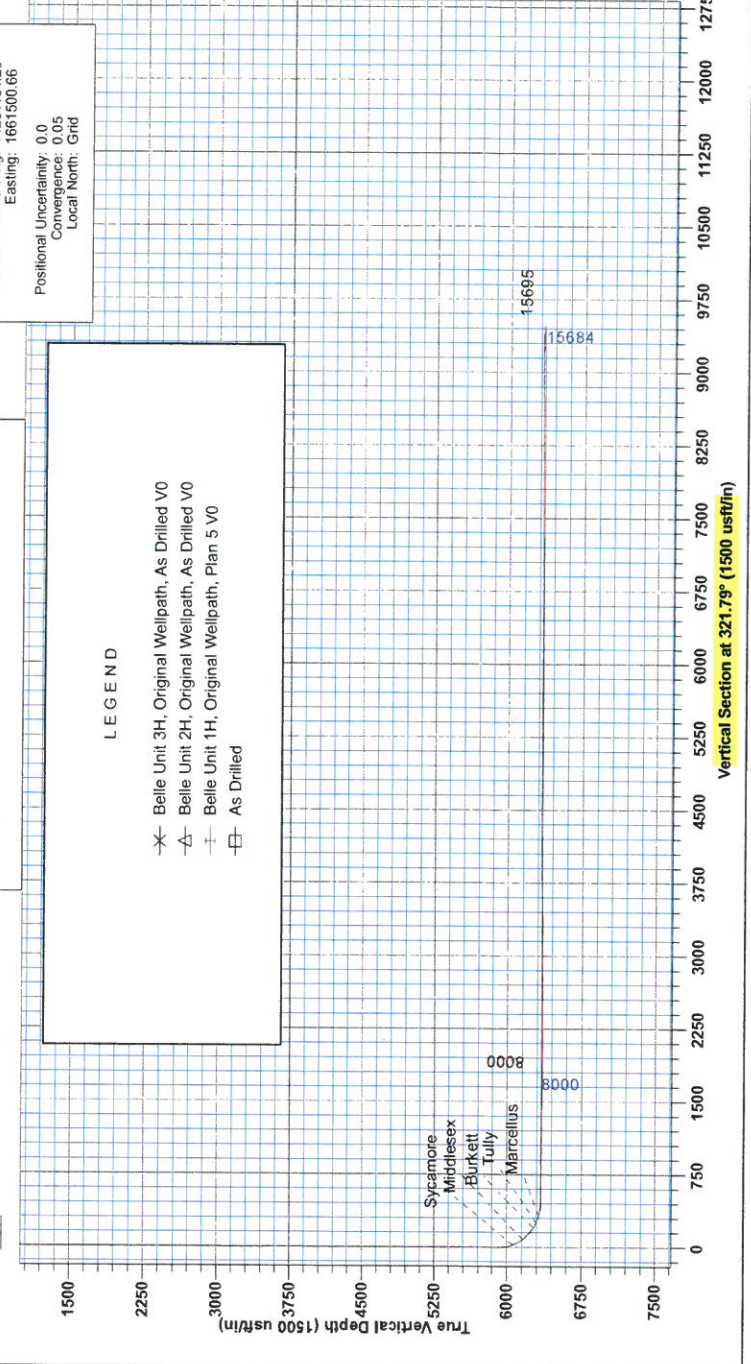 Easting: 1661500.66
Positional Uncertainity: 0.0
Convergence: 0.05
Local North: Grid
LEGEND
Belle Unit 3H, Original Wellpath, As Drilled V0
Belle Unit 2H, Original Wellpath, As Drilled V0
Belle Unit 1H, Original Wellpath, Plan 5 V0
As Drilled
True Vertical Depth (1500 usft/in)
1500
2250
3000
3750
4500
5250
6000
6750
7500
Sycamore
Middlesex
Burkett
Tully
Marcellus
8000
8000
15695
15684
0
750
1500
2250
3000
3750
4500
5250
6000
6750
7500
8250
9000
9750
10500
11250
12000
1275
Vertical Section at 321.79° (1500 usft/in)